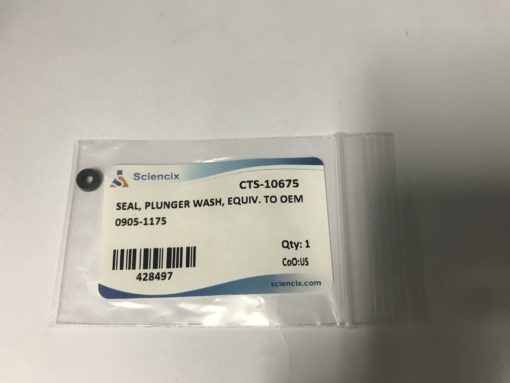 Sciencix
CTS-10675
SEAL, PLUNGER WASH, EQUIV. TO OEM
0905-1175
Qty: 1
CoO:US
428497
sciencix.com